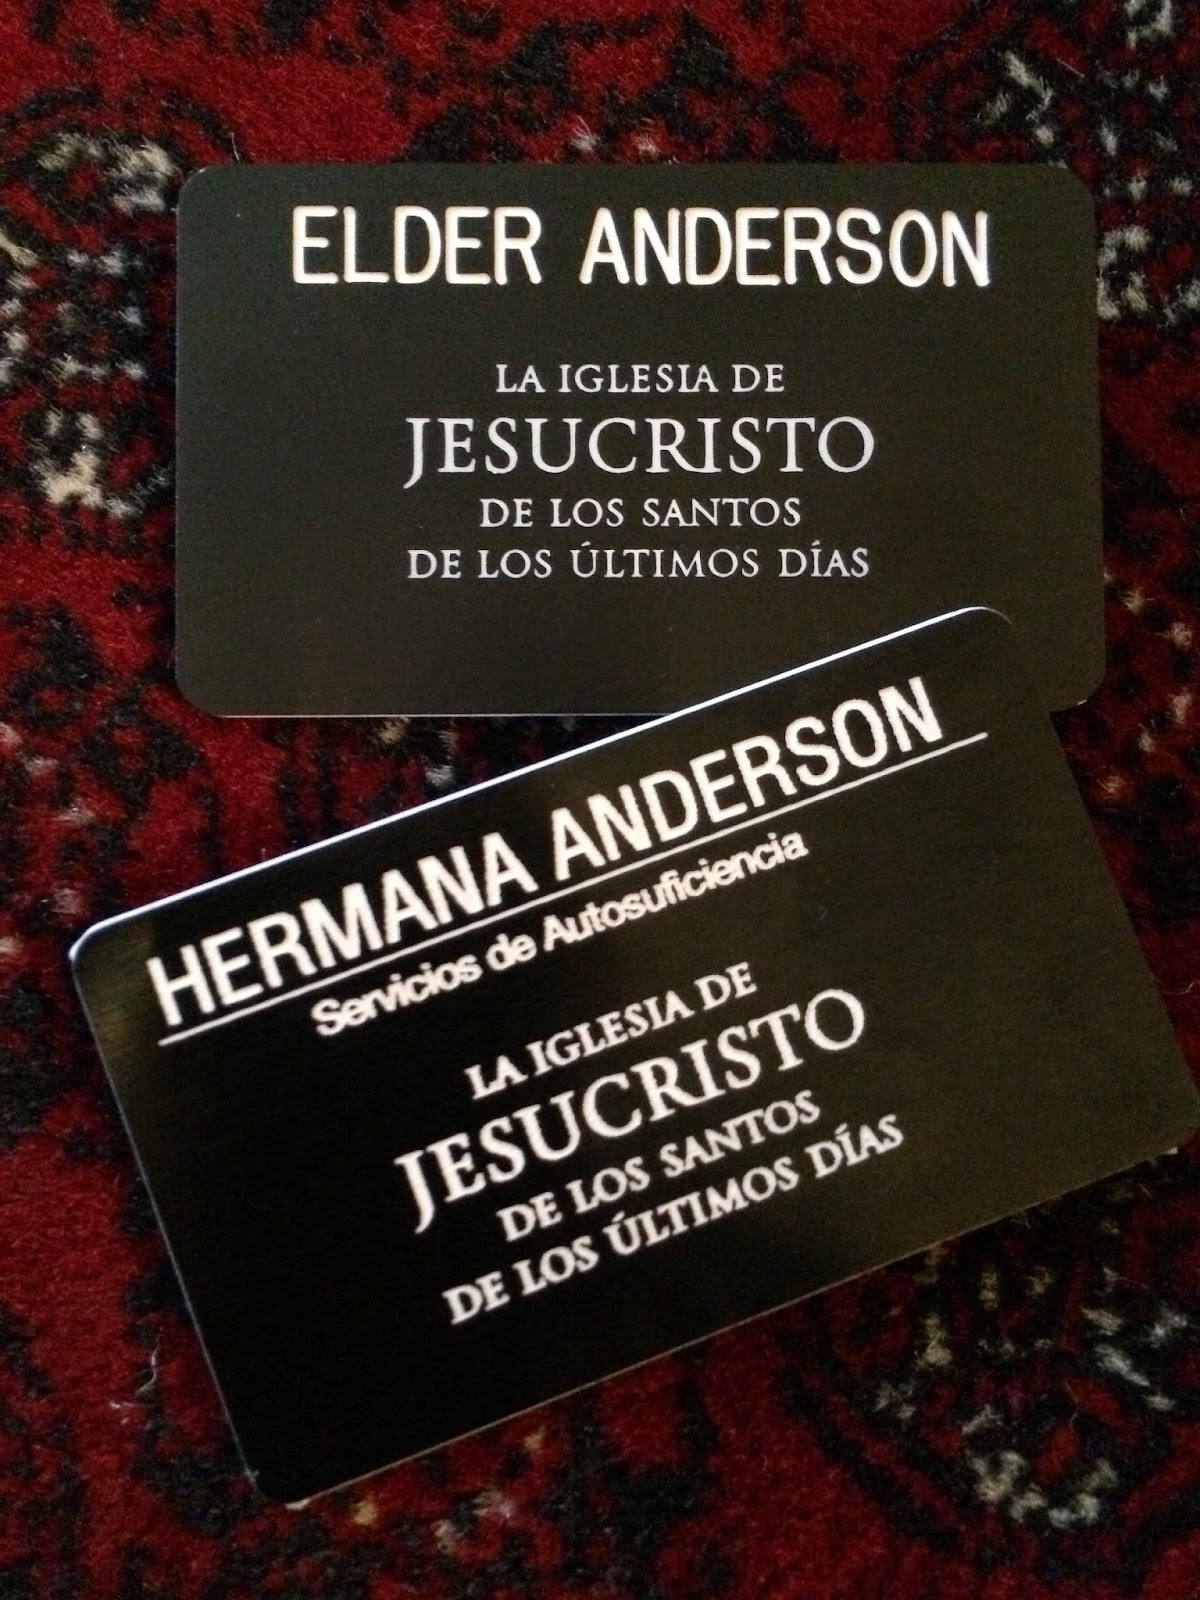 ELDER ANDERSON
LA IGLESIA DE
JESUCRISTO
DE LOS SANTOS
DE LOS ÚLTIMOS DÍAS
HERMANA ANDERSON
Servicios de Autosuficiencia
LA IGLESIA DE
JESUCRISTO
DE LOS SANTOS
DE LOS ÚLTIMOS DÍAS